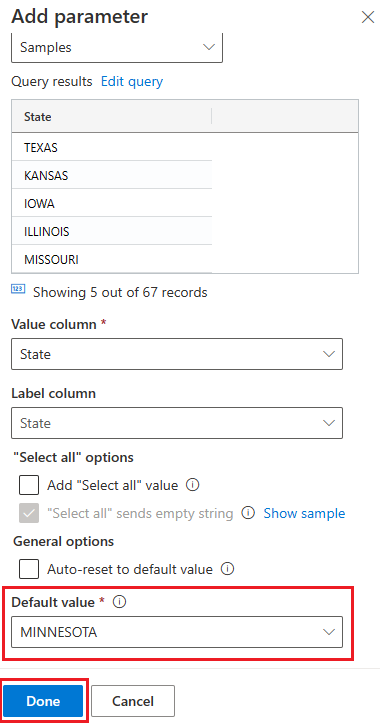 Add parameter
Samples
Query results Edit query
State
TEXAS
KANSAS
IOWA
ILLINOIS
MISSOURI
123 Showing 5 out of 67 records
Value column *
State
Label column
State
"Select all" options
Add "Select all" value
"Select all" sends empty string Show sample
General options
Auto-reset to default value
Default value *
MINNESOTA
Done Cancel